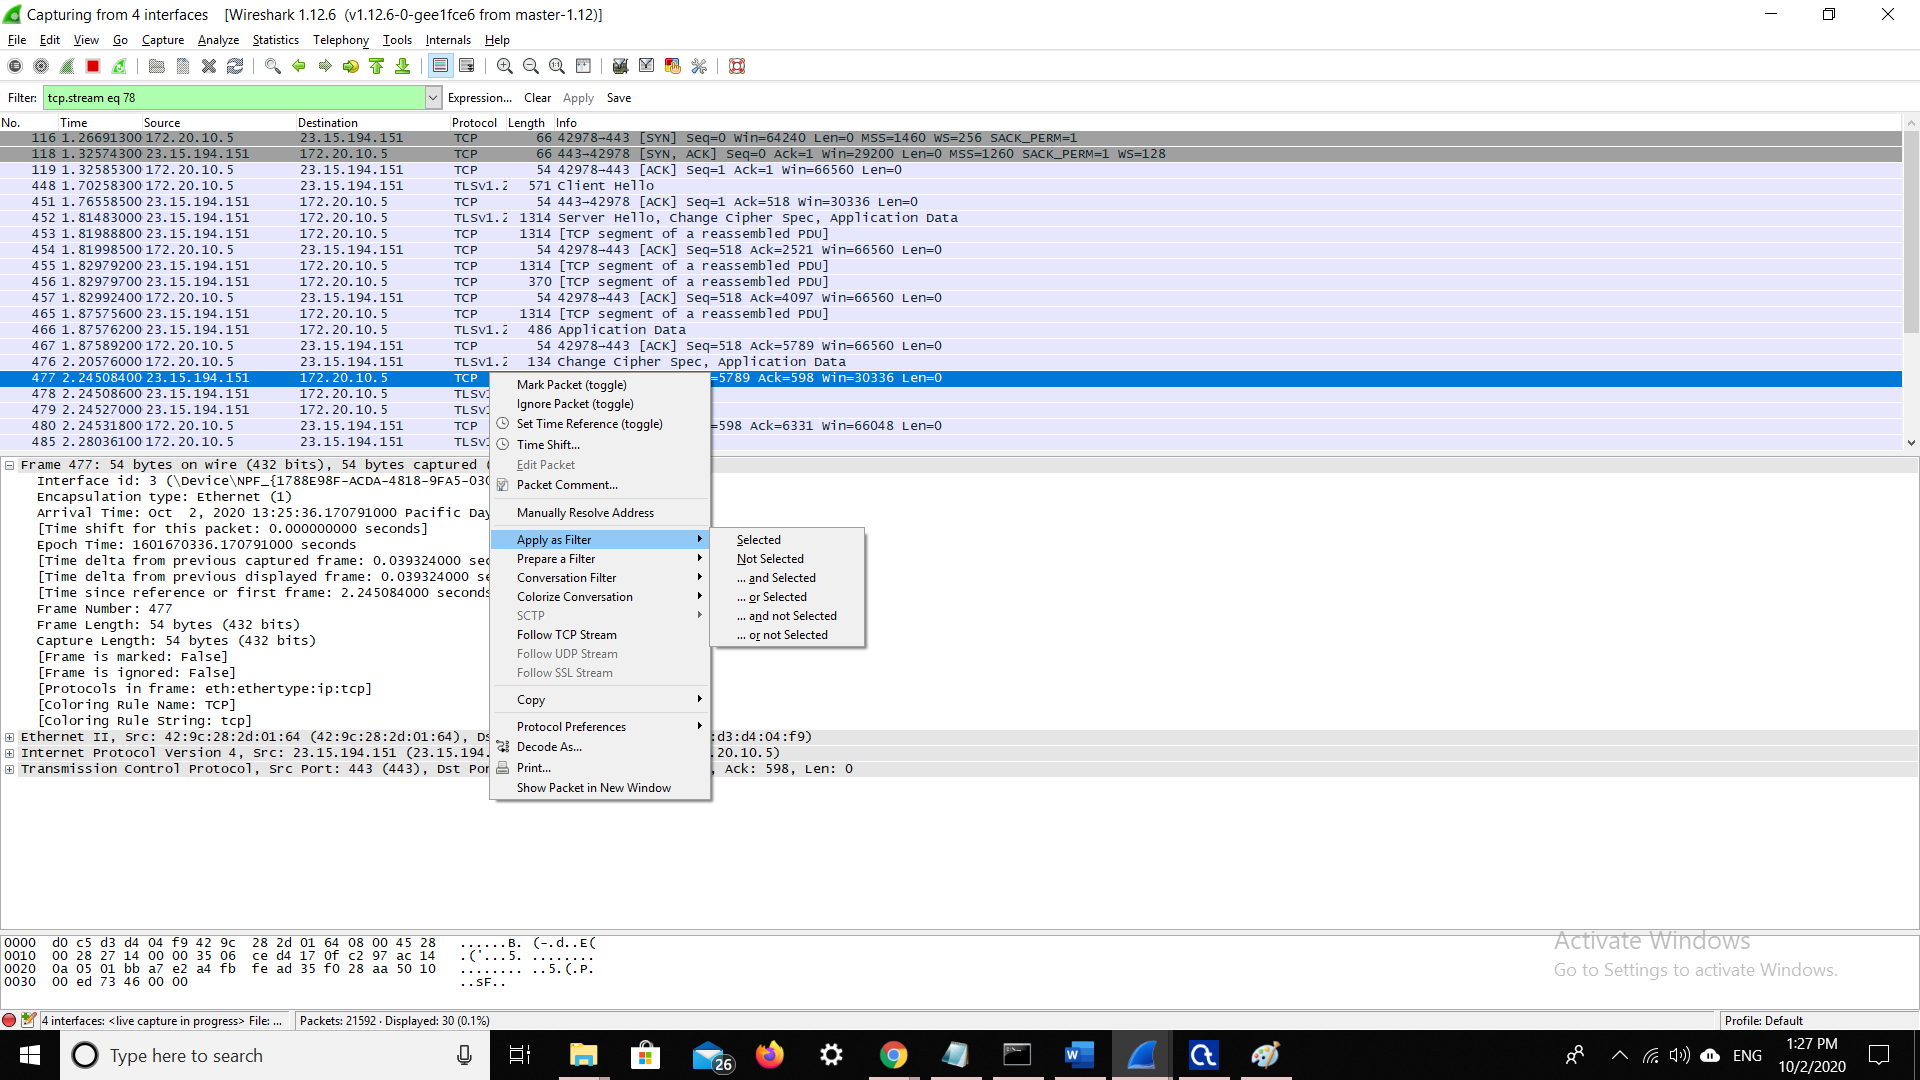 Capturing from 4 interfaces [Wireshark 1.12.6 (v1.12.6-0-gee1fce6 from master-1.12)]
File Edit View Go Capture Analyze Statistics Telephony Tools Internals Help
Filter: tcp.stream eq 78 Expression... Clear Apply Save
No. Time Source Destination Protocol Length Info
116 1.26691300 172.20.10.5 23.15.194.151 TCP 66 42978→443 [SYN] Seq=0 Win=64240 Len=0 MSS=1460 WS=256 SACK_PERM=1
118 1.32574300 23.15.194.151 172.20.10.5 TCP 66 443→42978 [SYN, ACK] Seq=0 Ack=1 Win=29200 Len=0 MSS=1260 SACK_PERM=1 WS=128
119 1.32585300 172.20.10.5 23.15.194.151 TCP 54 42978→443 [ACK] Seq=1 Ack=1 Win=66560 Len=0
448 1.70258300 172.20.10.5 23.15.194.151 TLSv1.2 571 Client Hello
451 1.76558500 23.15.194.151 172.20.10.5 TCP 54 443→42978 [ACK] Seq=1 Ack=518 Win=30336 Len=0
452 1.81483000 23.15.194.151 172.20.10.5 TLSv1.2 1314 Server Hello, Change Cipher Spec, Application Data
453 1.81988800 23.15.194.151 172.20.10.5 TCP 1314 [TCP segment of a reassembled PDU]
454 1.81998500 172.20.10.5 23.15.194.151 TCP 54 42978→443 [ACK] Seq=518 Ack=2521 Win=66560 Len=0
455 1.82979200 23.15.194.151 172.20.10.5 TCP 1314 [TCP segment of a reassembled PDU]
456 1.82979700 23.15.194.151 172.20.10.5 TCP 370 [TCP segment of a reassembled PDU]
457 1.82992400 172.20.10.5 23.15.194.151 TCP 54 42978→443 [ACK] Seq=518 Ack=4097 Win=66560 Len=0
465 1.87575600 23.15.194.151 172.20.10.5 TCP 1314 [TCP segment of a reassembled PDU]
466 1.87576200 23.15.194.151 172.20.10.5 TLSv1.2 486 Application Data
467 1.87589200 172.20.10.5 23.15.194.151 TCP 54 42978→443 [ACK] Seq=518 Ack=5789 Win=66560 Len=0
476 2.20576000 172.20.10.5 23.15.194.151 TLSv1.2 134 Change Cipher Spec, Application Data
477 2.24508400 23.15.194.151 172.20.10.5 TCP =5789 Ack=598 Win=30336 Len=0
478 2.24508600 23.15.194.151 172.20.10.5 TLSv1
479 2.24527000 23.15.194.151 172.20.10.5 TLSv1
480 2.24531800 172.20.10.5 23.15.194.151 TCP =598 Ack=6331 Win=66048 Len=0
485 2.28036100 172.20.10.5 23.15.194.151 TLSv1
Mark Packet (toggle)
Ignore Packet (toggle)
Set Time Reference (toggle)
Time Shift...
Edit Packet
Packet Comment...
Manually Resolve Address
Apply as Filter
Prepare a Filter
Conversation Filter
Colorize Conversation
SCTP
Follow TCP Stream
Follow UDP Stream
Follow SSL Stream
Copy
Protocol Preferences
Decode As...
Print...
Show Packet in New Window
Selected
Not Selected
... and Selected
... or Selected
... and not Selected
... or not Selected
Frame 477: 54 bytes on wire (432 bits), 54 bytes captured (
Interface id: 3 (\Device\NPF_{1788E98F-ACDA-4818-9FA5-030
Encapsulation type: Ethernet (1)
Arrival Time: Oct 2, 2020 13:25:36.170791000 Pacific Day
[Time shift for this packet: 0.000000000 seconds]
Epoch Time: 1601670336.170791000 seconds
[Time delta from previous captured frame: 0.039324000 sec
[Time delta from previous displayed frame: 0.039324000 se
[Time since reference or first frame: 2.245084000 seconds
Frame Number: 477
Frame Length: 54 bytes (432 bits)
Capture Length: 54 bytes (432 bits)
[Frame is marked: False]
[Frame is ignored: False]
[Protocols in frame: eth:ethertype:ip:tcp]
[Coloring Rule Name: TCP]
[Coloring Rule String: tcp]
Ethernet II, Src: 42:9c:28:2d:01:64 (42:9c:28:2d:01:64), Ds :d3:d4:04:f9)
Internet Protocol Version 4, Src: 23.15.194.151 (23.15.194. .20.10.5)
Transmission Control Protocol, Src Port: 443 (443), Dst Por , Ack: 598, Len: 0
0000 d0 c5 d3 d4 04 f9 42 9c 28 2d 01 64 08 00 45 28 ......B. (-.d..E(
0010 00 28 27 14 00 00 35 06 ce d4 17 0f c2 97 ac 14 .('...5. ........
0020 0a 05 01 bb a7 e2 a4 fb fe ad 35 f0 28 aa 50 10 ........ ..5.(.P.
0030 00 ed 73 46 00 00 ..sF..
Activate Windows
Go to Settings to activate Windows.
4 interfaces: <live capture in progress> File: ... Packets: 21592 · Displayed: 30 (0.1%) Profile: Default
Type here to search
26
ENG
1:27 PM
10/2/2020